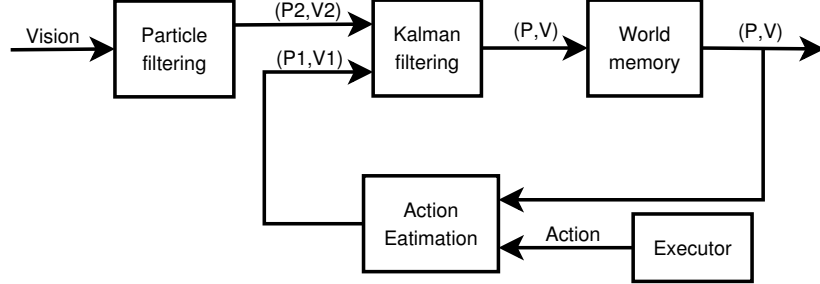 Vision
Particle
filtering
(P2,V2)
(P1,V1)
Kalman
filtering
(P,V)
World
memory
(P,V)
Action
Eatimation
Action
Executor